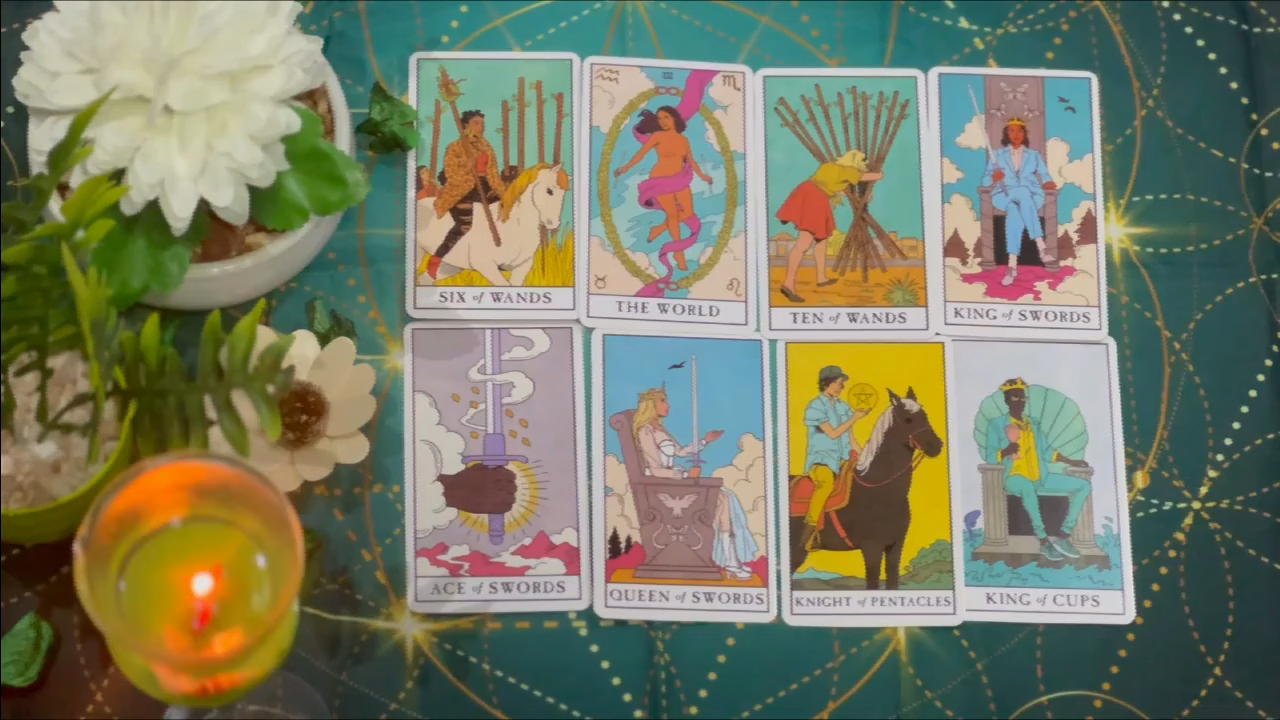 SIX of WANDS
THE WORLD
TEN of WANDS
KING of SWORDS
ACE of SWORDS
QUEEN of SWORDS
KNIGHT of PENTACLES
KING of CUPS